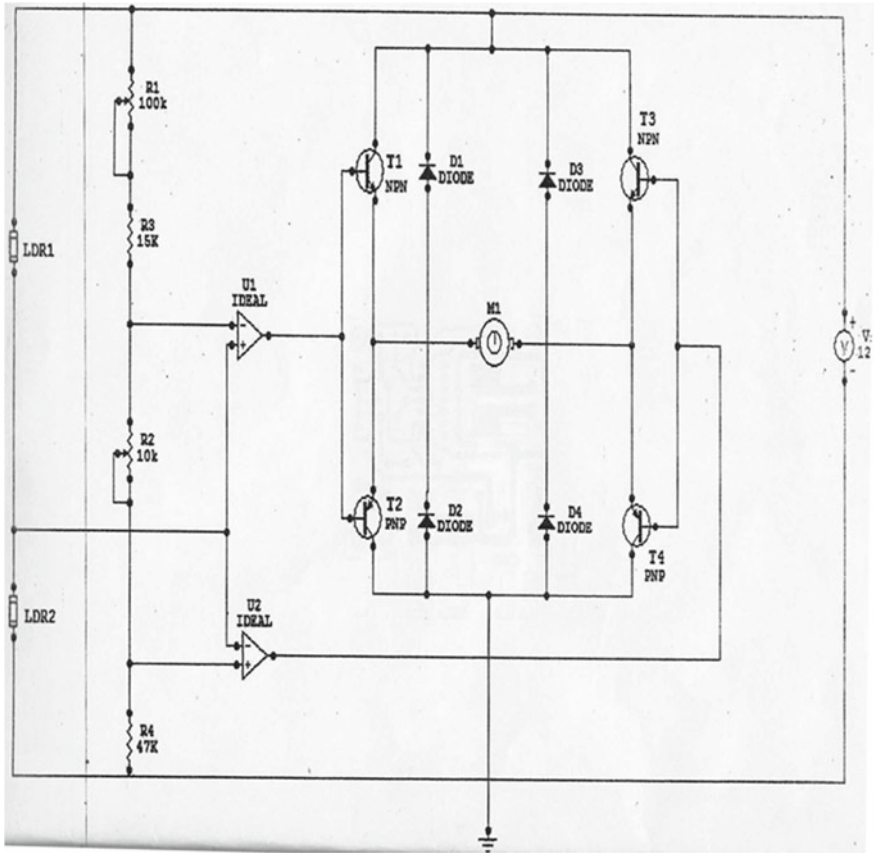 R1
100k
T3
NPN
T1
NPN
D1
DIODE
D3
DIODE
LDR1
R3
15K
U1
IDEAL
M1
+
V
12
-
-
+
R2
10k
T2
PNP
D2
DIODE
D4
DIODE
T4
PNP
LDR2
U2
IDEAL
-
+
R4
47K